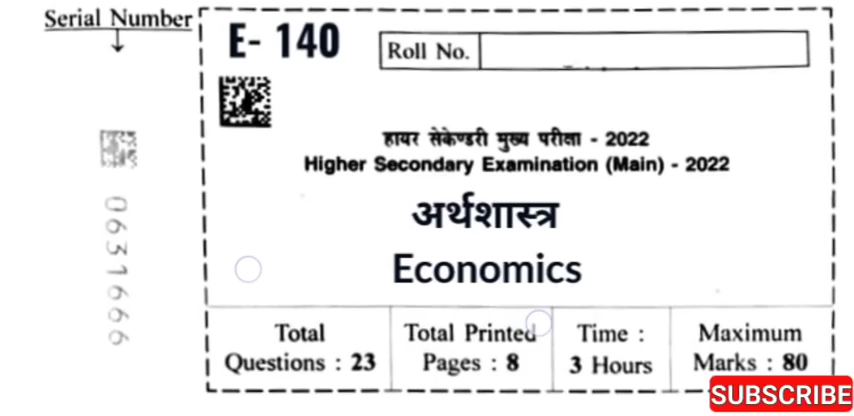 Serial Number
E- 140
Roll No.
हायर सेकेण्डरी मुख्य परीक्षा - 2022
Higher Secondary Examination (Main) - 2022
अर्थशास्त्र
Economics
0631666
Total Questions : 23
Total Printed Pages : 8
Time : 3 Hours
Maximum Marks : 80
SUBSCRIBE